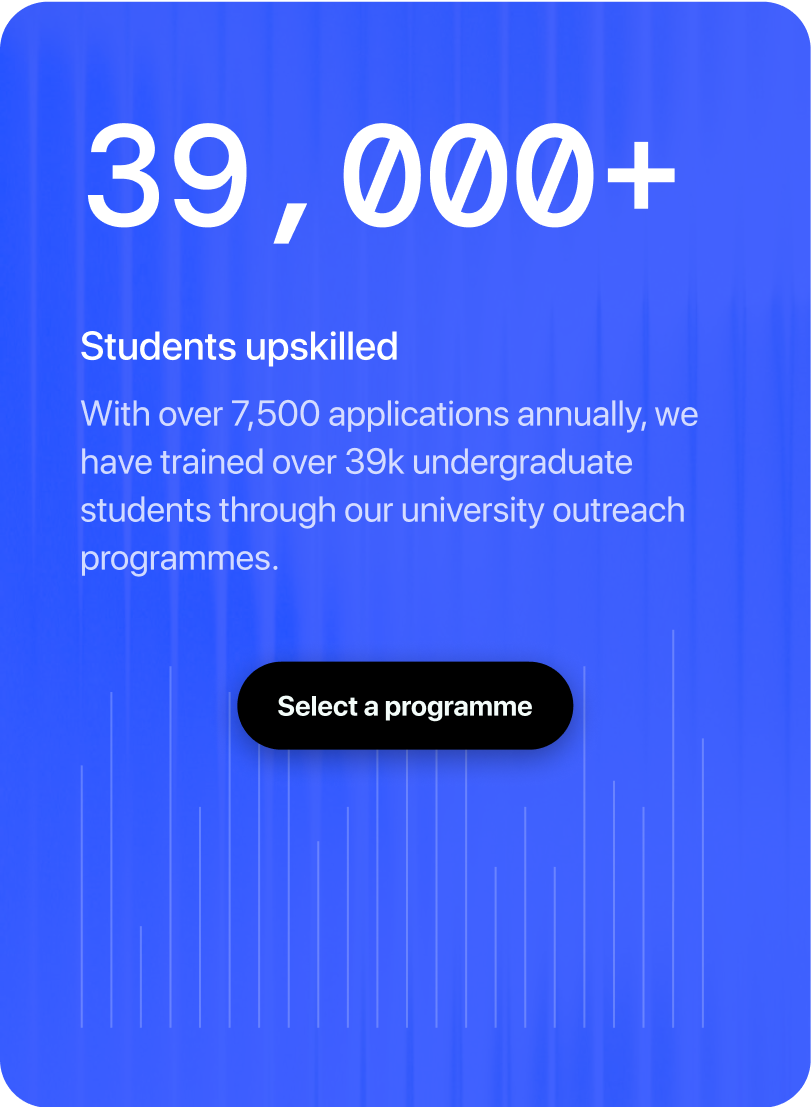 39,000+
Students upskilled
With over 7,500 applications annually, we
have trained over 39k undergraduate
students through our university outreach
programmes.
Select a programme